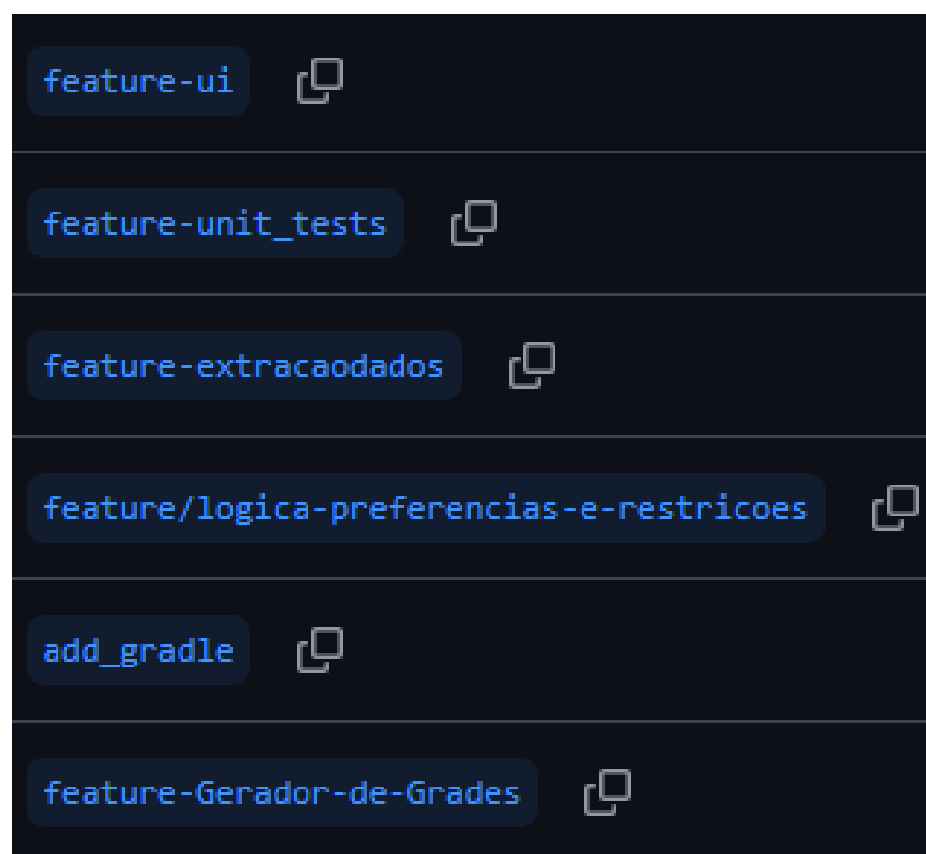 feature-ui
feature-unit_tests
feature-extracaodados
feature/logica-preferencias-e-restricoes
add_gradle
feature-Gerador-de-Grades